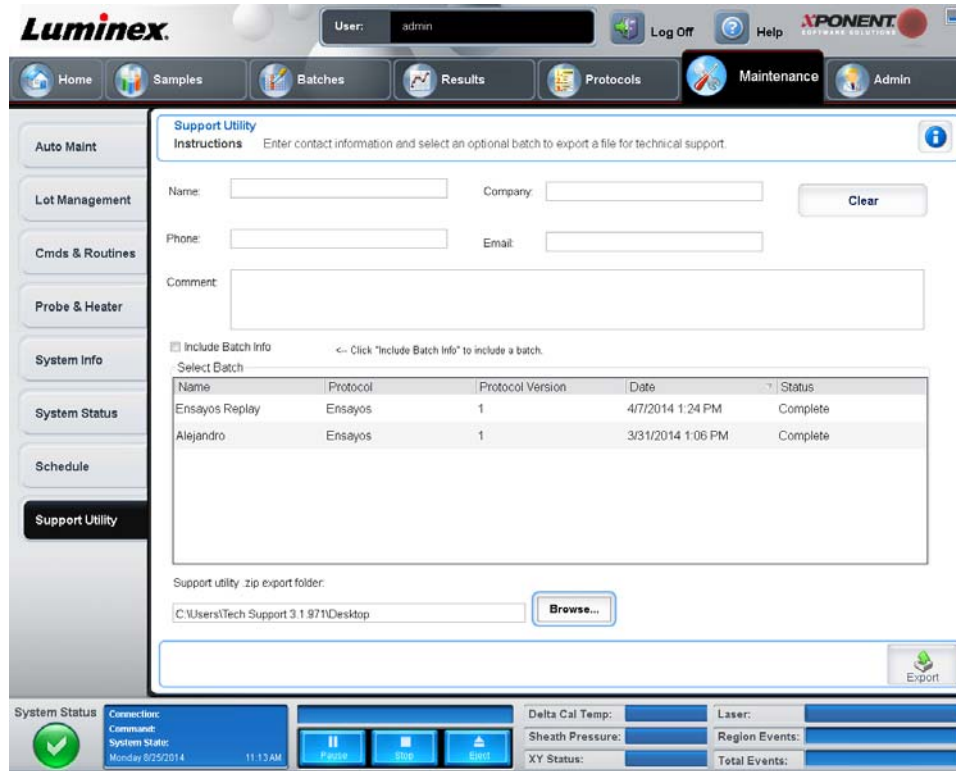 Luminex.
User: admin
Log Off
Help
XPONENT.
SOFTWARE SOLUTIONS
Home
Samples
Batches
Results
Protocols
Maintenance
Admin
Auto Maint
Lot Management
Cmds & Routines
Probe & Heater
System Info
System Status
Schedule
Support Utility
Support Utility
Instructions Enter contact information and select an optional batch to export a file for technical support.
Name:
Company:
Clear
Phone:
Email:
Comment:
Include Batch Info <-- Click "Include Batch Info" to include a batch.
Select Batch
Name Protocol Protocol Version Date Status
Ensayos Replay Ensayos 1 4/7/2014 1:24 PM Complete
Alejandro Ensayos 1 3/31/2014 1:06 PM Complete
Support utility .zip export folder:
C:\Users\Tech Support 3.1.971\Desktop
Browse...
Export
System Status
Connection:
Command:
System State:
Monday 8/25/2014 11:13 AM
Pause
Stop
Eject
Delta Cal Temp:
Laser:
Sheath Pressure:
Region Events:
XY Status:
Total Events: